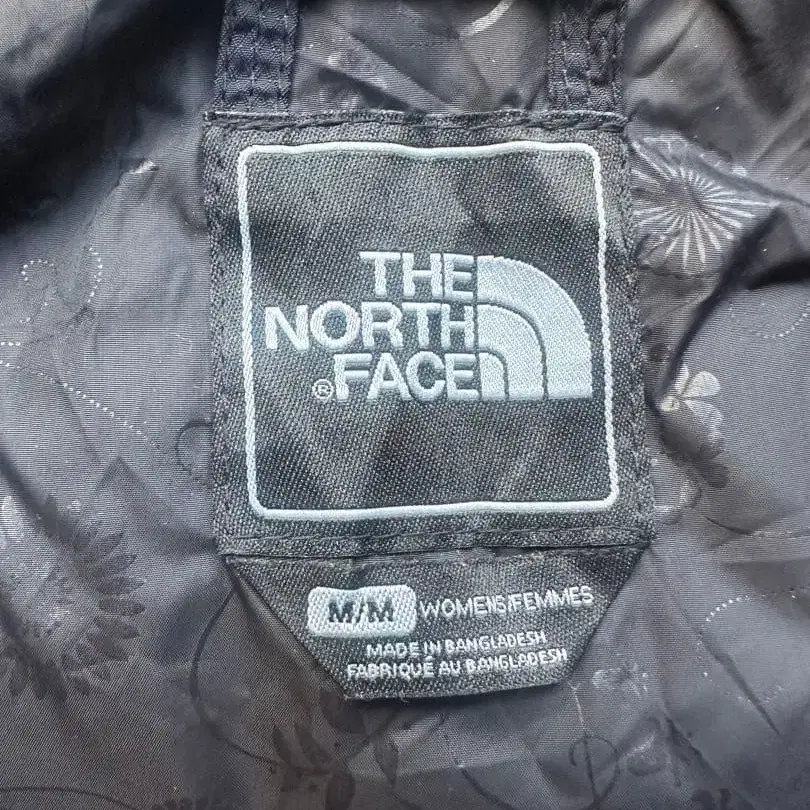 THE
NORTH
®FACE
M/M WOMENS/FEMMES
MADE IN BANGLADESH
FABRIQUÉ AU BANGLADESH